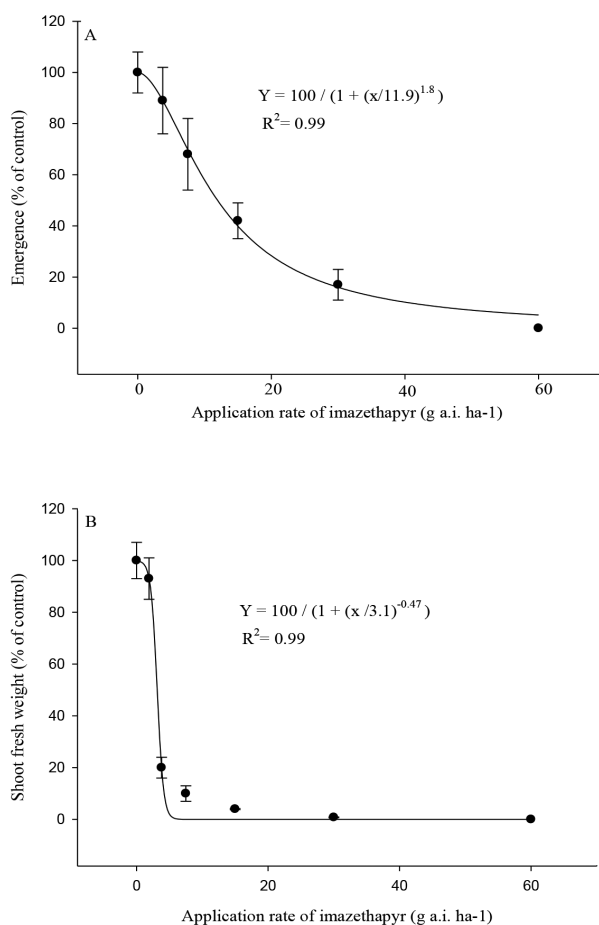 120
A
100
80
60
40
20
0
Emergence (% of control)
Y = 100 / (1 + (x/11.9)^1.8 )
R^2= 0.99
0 20 40 60
Application rate of imazethapyr (g a.i. ha-1)
120
B
100
80
60
40
20
0
Shoot fresh weight (% of control)
Y = 100 / (1 + (x /3.1)^-0.47 )
R^2= 0.99
0 20 40 60
Application rate of imazethapyr (g a.i. ha-1)